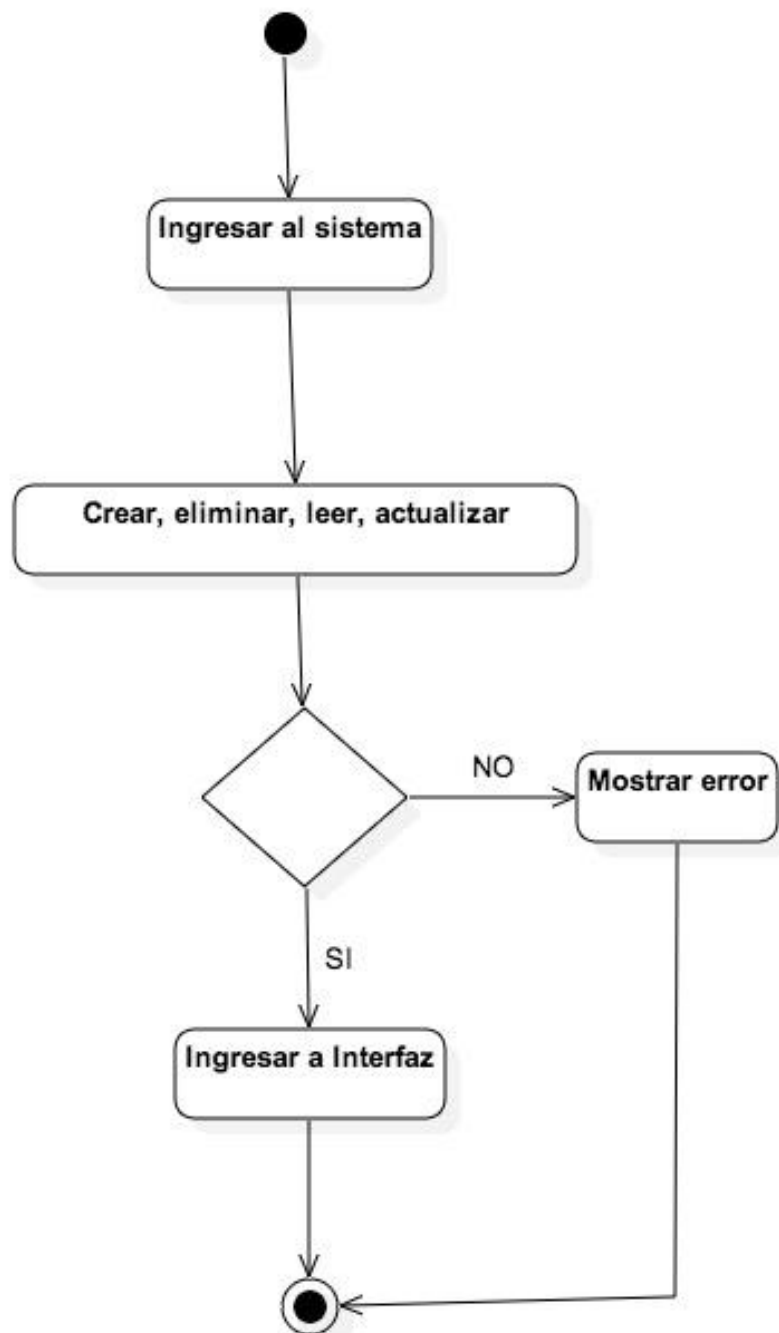 Ingresar al sistema
Crear, eliminar, leer, actualizar
NO
Mostrar error
SI
Ingresar a Interfaz